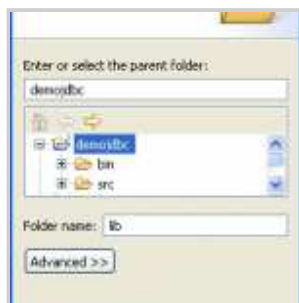 Enter or select the parent folder:
demojdbc
demojdbc
bin
src
Folder name: lib
Advanced >>